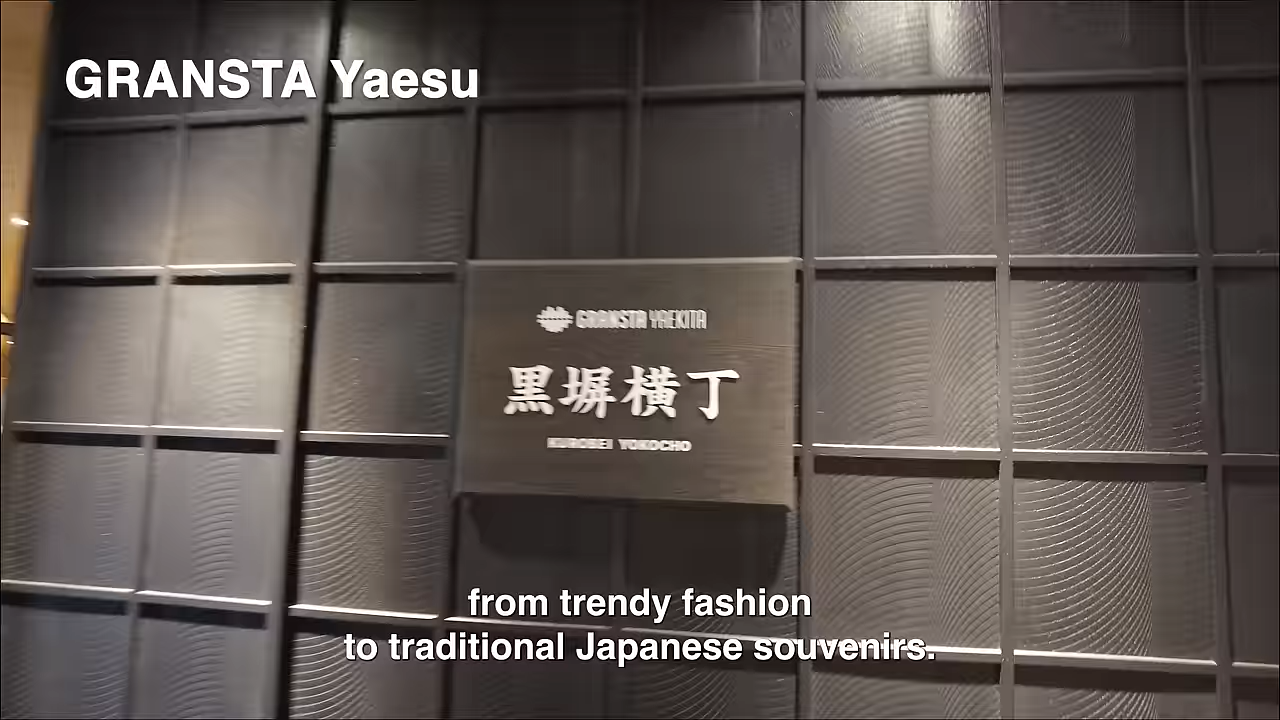 GRANSTA Yaesu
GRANSTA YAEKITA
黒塀横丁
KUROBEI YOKOCHO
from trendy fashion
to traditional Japanese souvenirs.